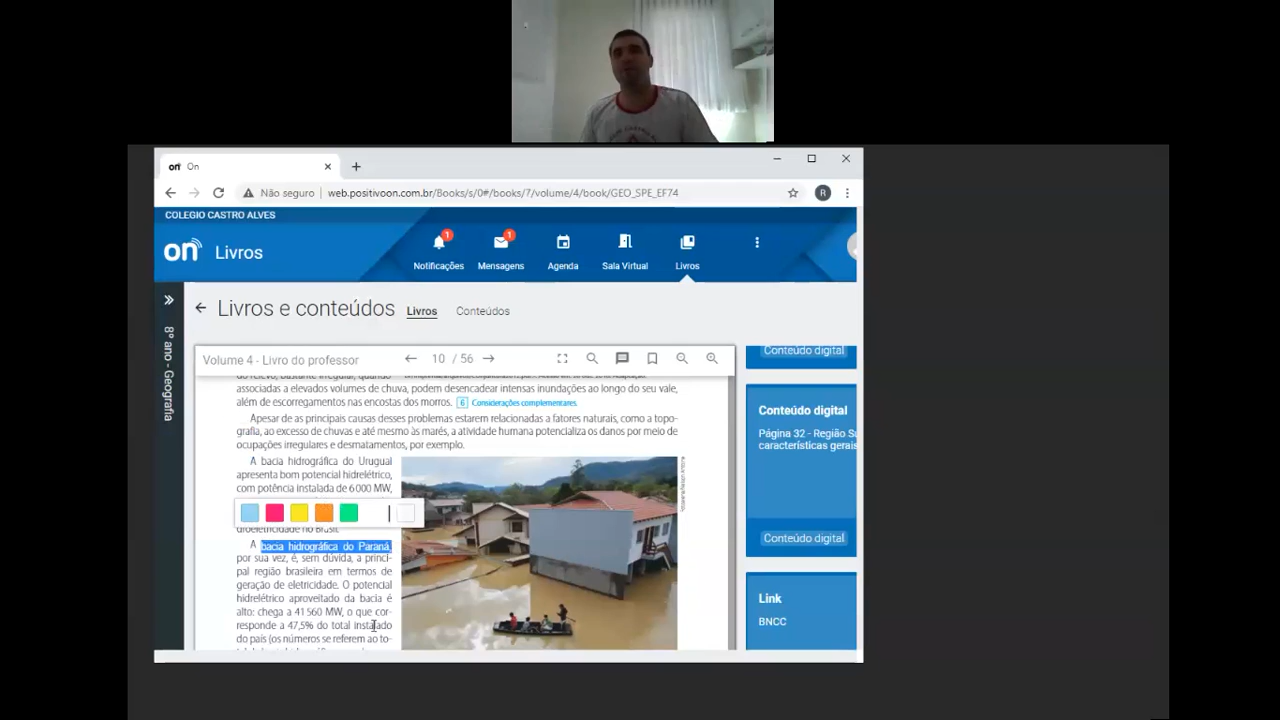 on On
Não seguro web.positivoon.com.br/Books/s/0#/books/7/volume/4/book/GEO_SPE_EF74 R
COLEGIO CASTRO ALVES
on Livros
1 1
Notificações Mensagens Agenda Sala Virtual Livros
8º ano - Geografia
Livros e conteúdos Livros Conteúdos
Volume 4 - Livro do professor 10 / 56
associadas a elevados volumes de chuva, podem desencadear intensas inundações ao longo do seu vale,
além de escorregamentos nas encostas dos morros. 6 Considerações complementares.
Apesar de as principais causas desses problemas estarem relacionadas a fatores naturais, como a topo-
grafia, ao excesso de chuvas e até mesmo às marés, a atividade humana potencializa os danos por meio de
ocupações irregulares e desmatamentos, por exemplo.
A bacia hidrográfica do Uruguai
apresenta bom potencial hidrelétrico,
com potência instalada de 6 000 MW,
droeletricidade no Brasil.
A bacia hidrográfica do Paraná,
por sua vez, é, sem dúvida, a princi-
pal região brasileira em termos de
geração de eletricidade. O potencial
hidrelétrico aproveitado da bacia é
alto: chega a 41 560 MW, o que cor-
responde a 47,5% do total instalado
do país (os números se referem ao to-
Conteúdo digital
Conteúdo digital
Página 32 - Região Su
características gerais
Conteúdo digital
Link
BNCC